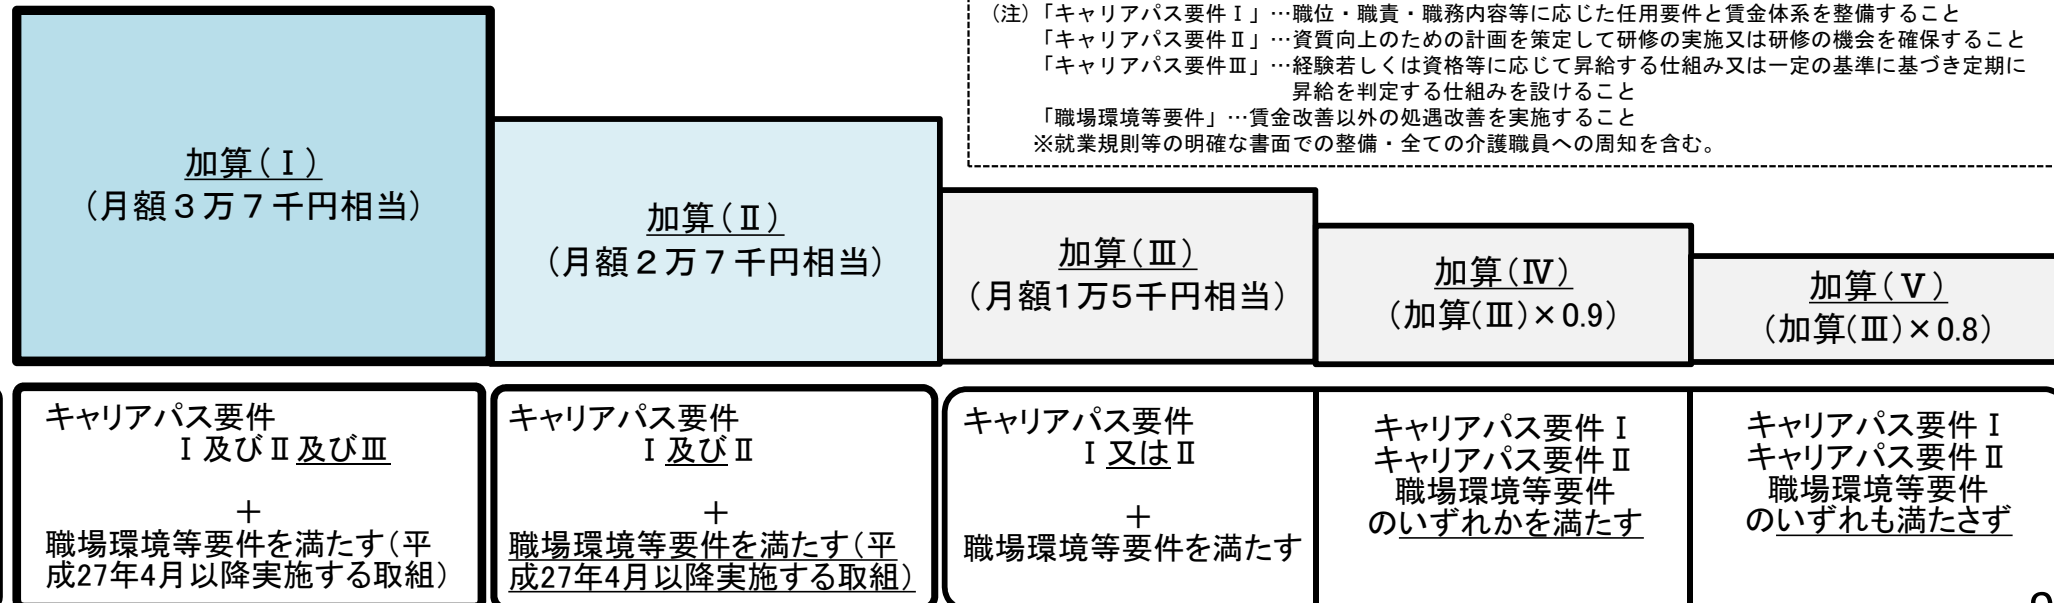 （注）「キャリアパス要件Ⅰ」…職位・職責・職務内容等に応じた任用要件と賃金体系を整備すること
「キャリアパス要件Ⅱ」…資質向上のための計画を策定して研修の実施又は研修の機会を確保すること
「キャリアパス要件Ⅲ」…経験若しくは資格等に応じて昇給する仕組み又は一定の基準に基づき定期に
昇給を判定する仕組みを設けること
「職場環境等要件」…賃金改善以外の処遇改善を実施すること
※就業規則等の明確な書面での整備・全ての介護職員への周知を含む。
加算（Ⅰ）
（月額３万７千円相当）
加算（Ⅱ）
（月額２万７千円相当）
加算（Ⅲ）
（月額1万5千円相当）
加算（Ⅳ）
（加算(Ⅲ)×0.9）
加算（Ⅴ）
（加算(Ⅲ)×0.8）
キャリアパス要件
Ⅰ及びⅡ及びⅢ
＋
職場環境等要件を満たす（平
成27年4月以降実施する取組）
キャリアパス要件
Ⅰ及びⅡ
＋
職場環境等要件を満たす（平
成27年4月以降実施する取組）
キャリアパス要件
Ⅰ又はⅡ
＋
職場環境等要件を満たす
キャリアパス要件Ⅰ
キャリアパス要件Ⅱ
職場環境等要件
のいずれかを満たす
キャリアパス要件Ⅰ
キャリアパス要件Ⅱ
職場環境等要件
のいずれも満たさず